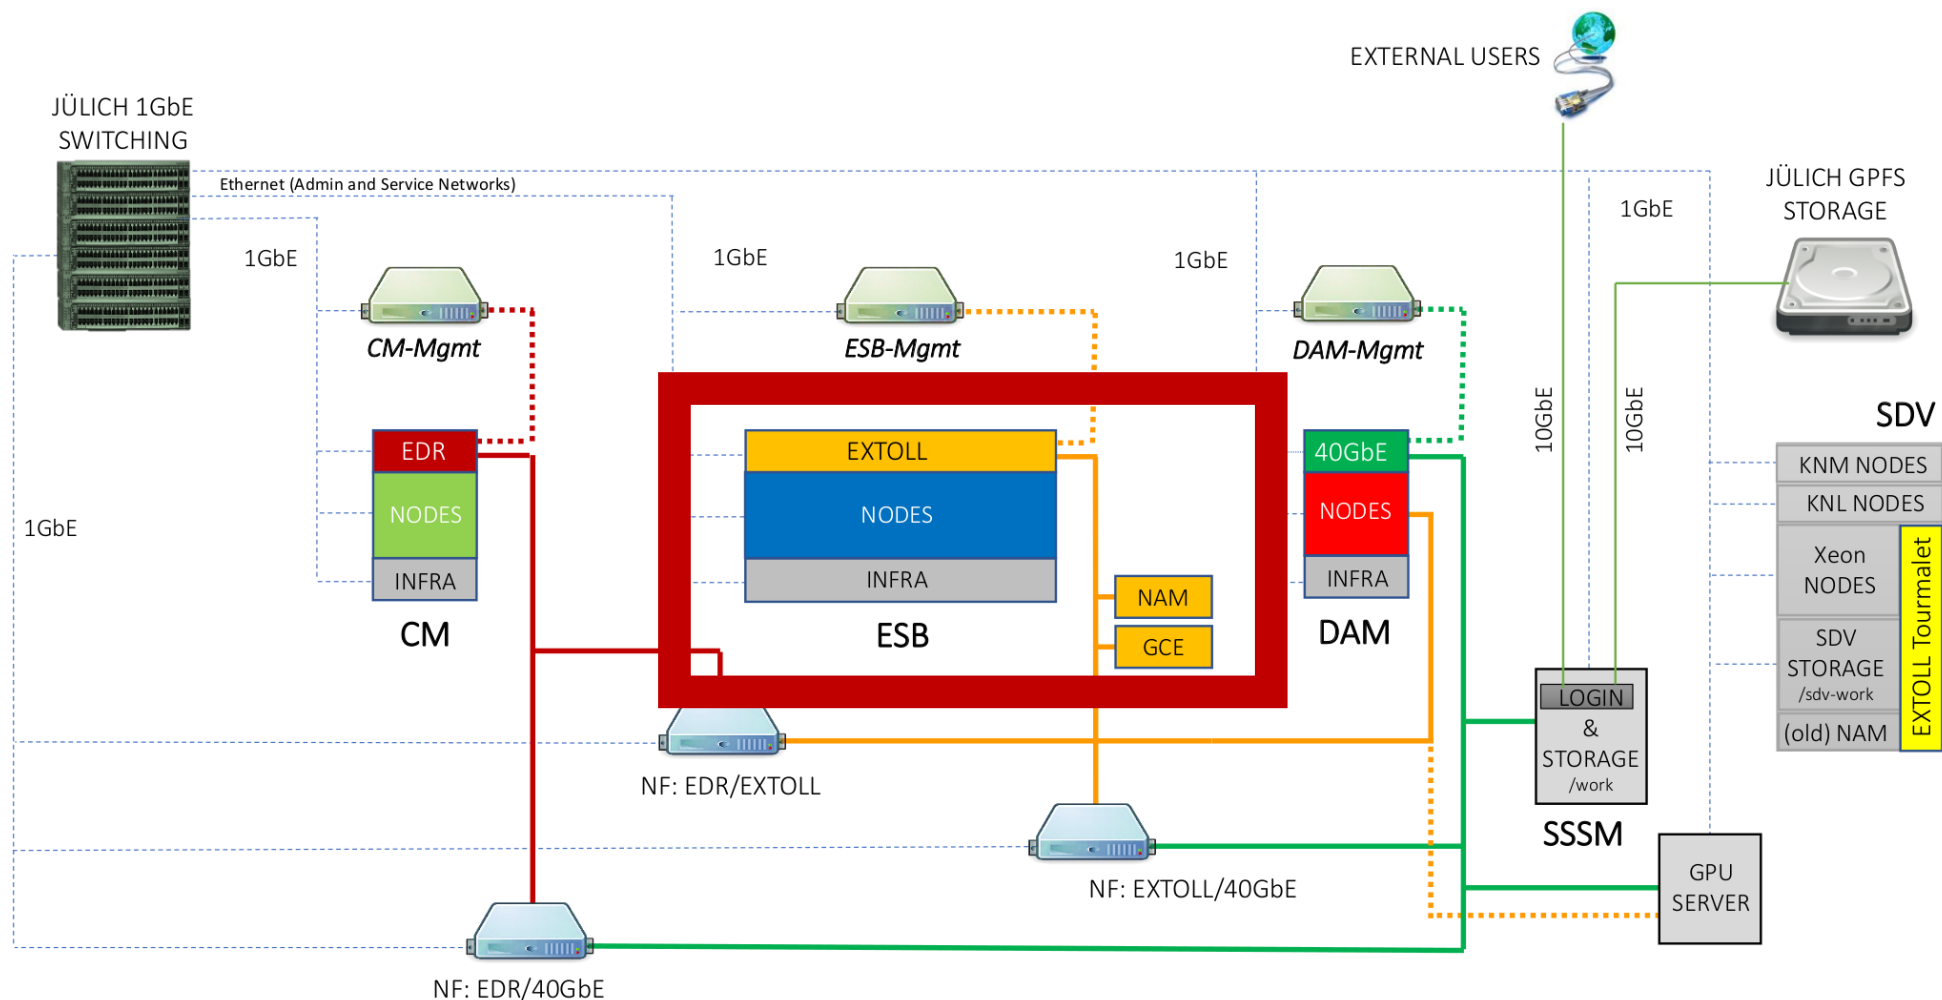 EXTERNAL USERS
JÜLICH 1GbE
SWITCHING
Ethernet (Admin and Service Networks)
JÜLICH GPFS
STORAGE
1GbE
1GbE
1GbE
1GbE
CM-Mgmt
ESB-Mgmt
DAM-Mgmt
10GbE
10GbE
SDV
EDR
NODES
INFRA
CM
EXTOLL
NODES
INFRA
ESB
NAM
GCE
40GbE
NODES
INFRA
DAM
KNM NODES
KNL NODES
Xeon
NODES
SDV
STORAGE
/sdv-work
(old) NAM
EXTOLL Tourmalet
1GbE
LOGIN
&
STORAGE
/work
SSSM
NF: EDR/EXTOLL
NF: EXTOLL/40GbE
GPU
SERVER
NF: EDR/40GbE